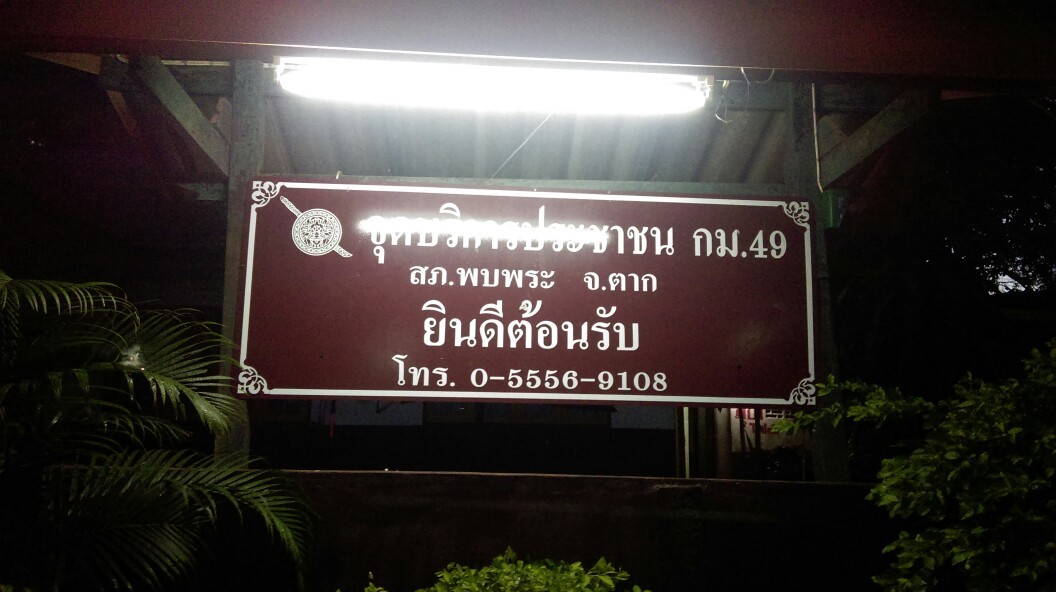 ชุดบริการประชาชน กม.49
สภ.พบพระ จ.ตาก
ยินดีต้อนรับ
โทร. 0-5556-9108